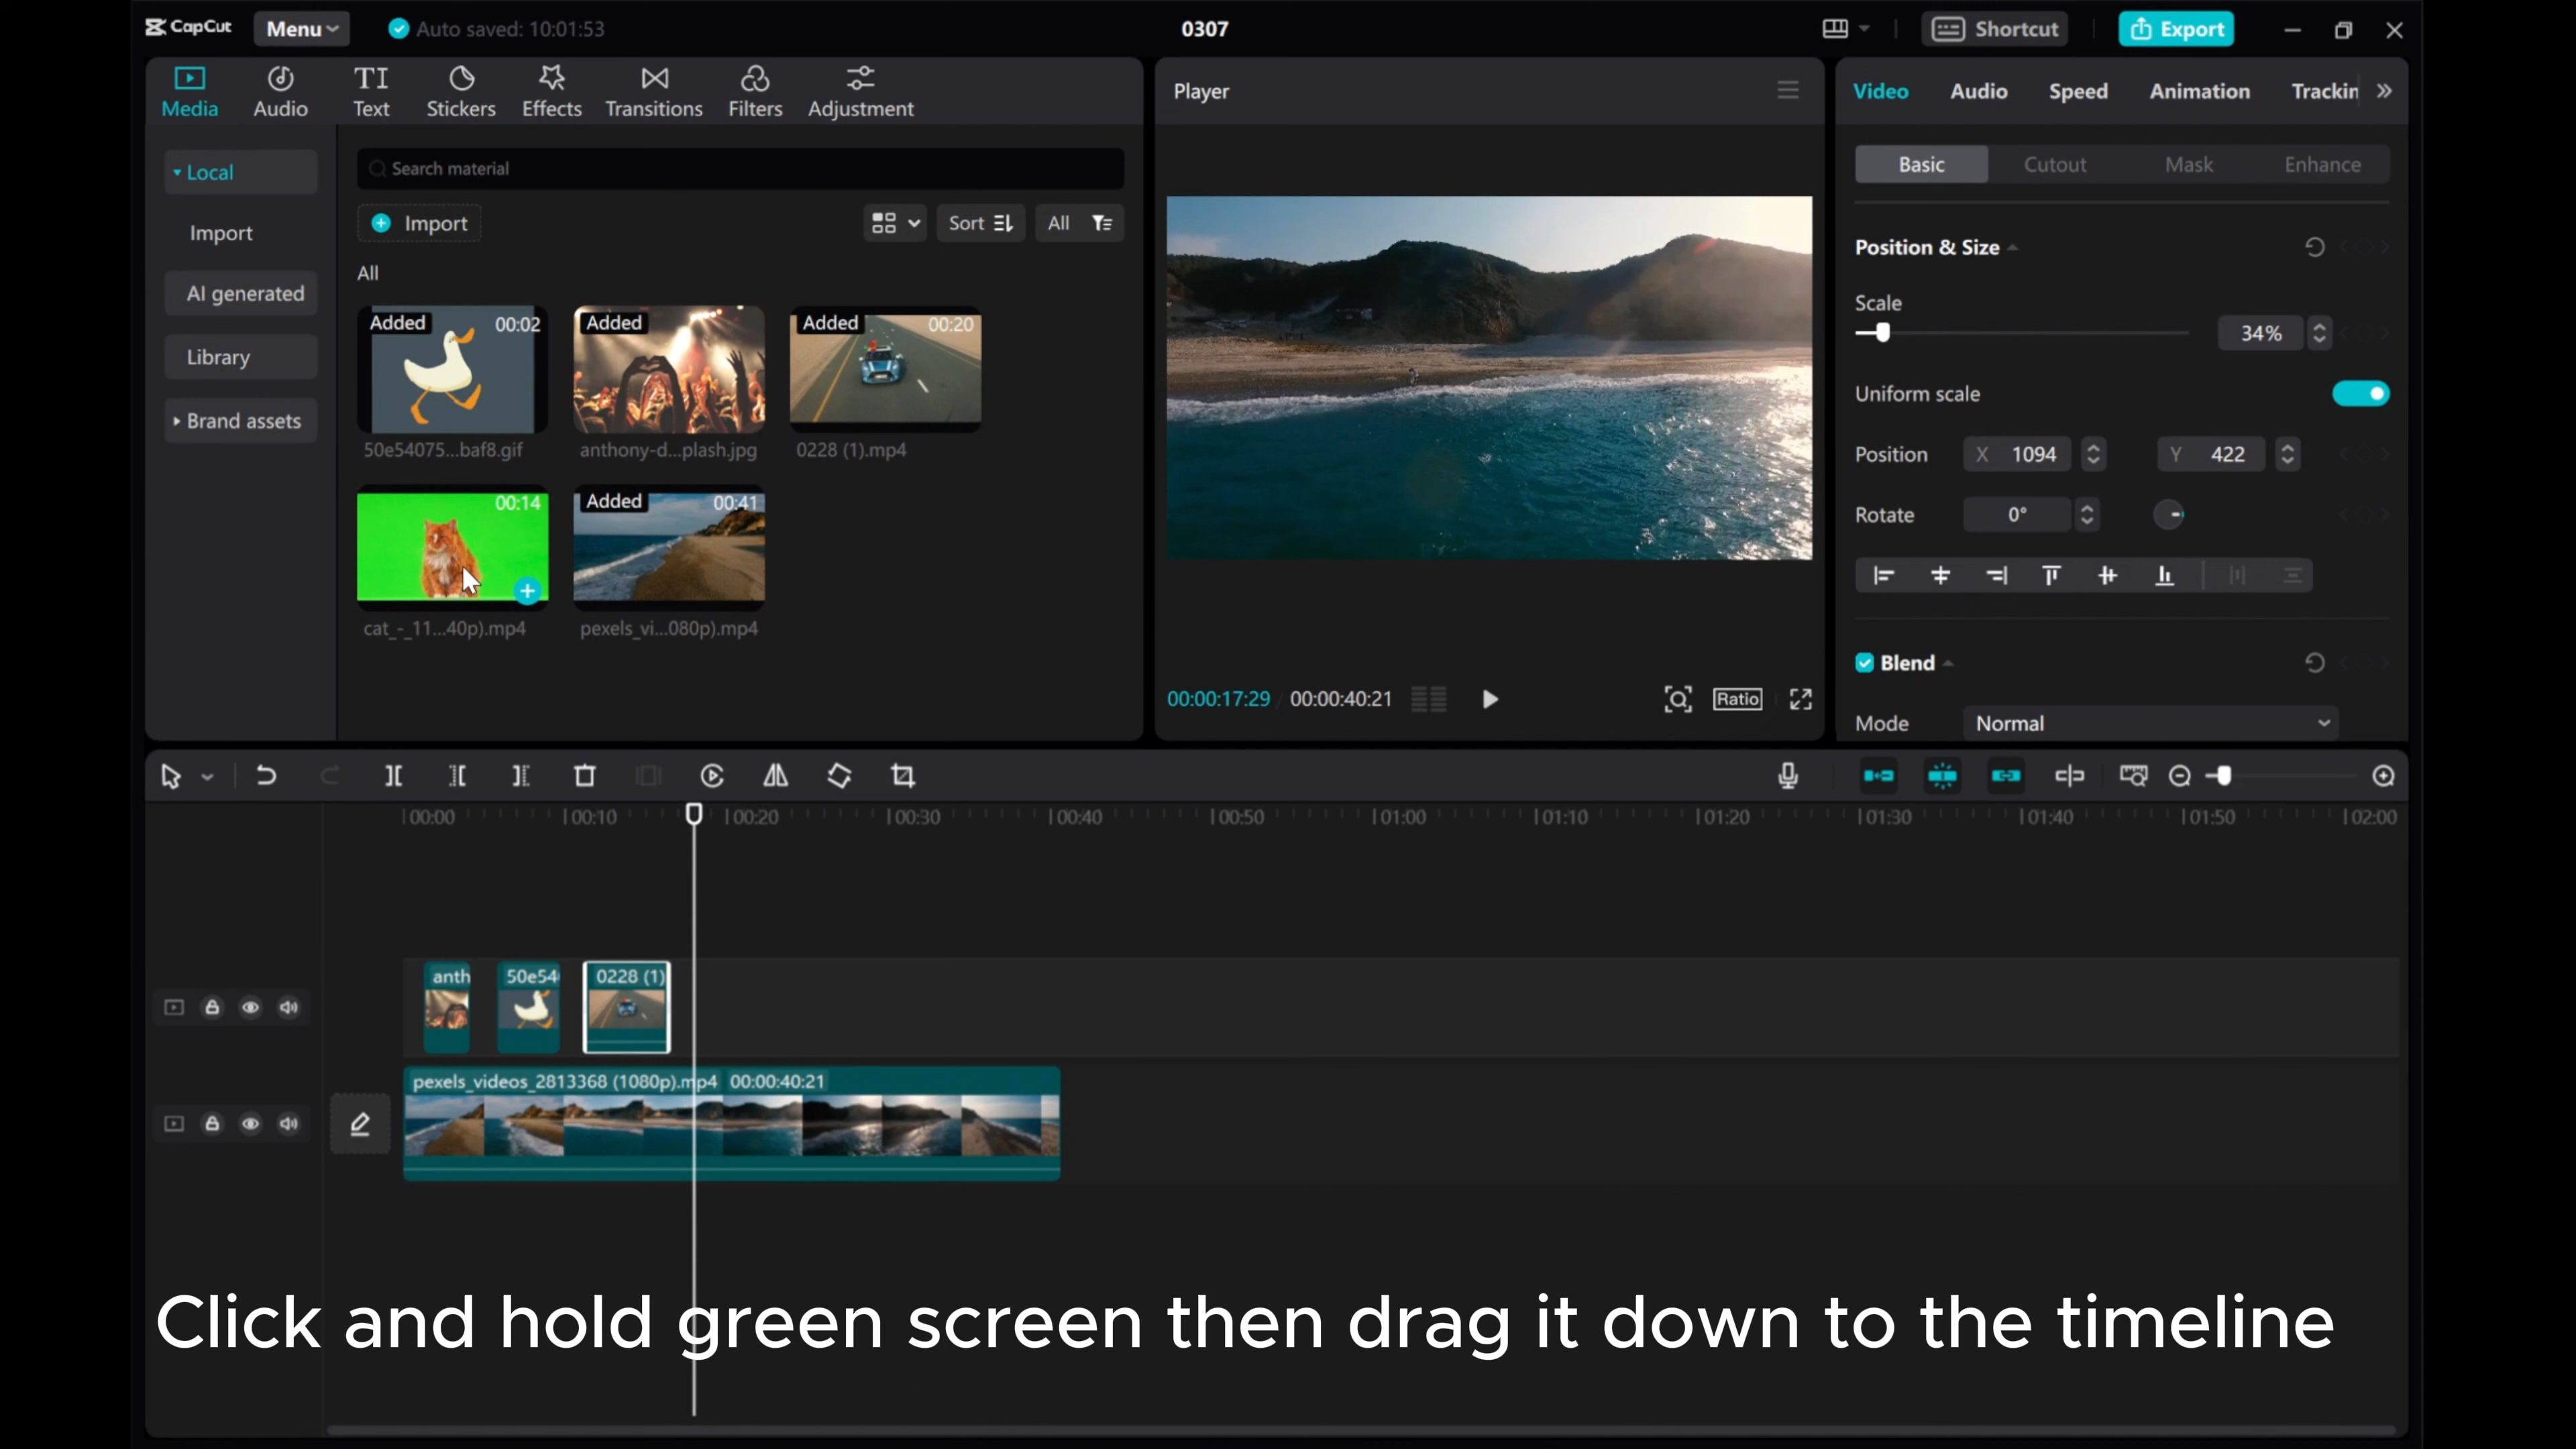 CapCut Menu Auto saved: 10:01:53 0307 Shortcut Export
Media Audio TI Text Stickers Effects Transitions Filters Adjustment
Player
Video Audio Speed Animation Trackin
Local
Import
AI generated
Library
Brand assets
Search material
Import Sort All
All
Added 00:02
50e54075...baf8.gif
Added
anthony-d...plash.jpg
Added 00:20
0228 (1).mp4
00:14
cat_-_11...40p).mp4
Added 00:41
pexels_vi...080p).mp4
00:00:17:29 / 00:00:40:21 Ratio
Basic Cutout Mask Enhance
Position & Size
Scale
34%
Uniform scale
Position X 1094 Y 422
Rotate 0°
Blend
Mode Normal
00:00 00:10 00:20 00:30 00:40 00:50 01:00 01:10 01:20 01:30 01:40 01:50 02:00
anth 50e54 0228 (1)
pexels_videos_2813368 (1080p).mp4 00:00:40:21
Click and hold green screen then drag it down to the timeline